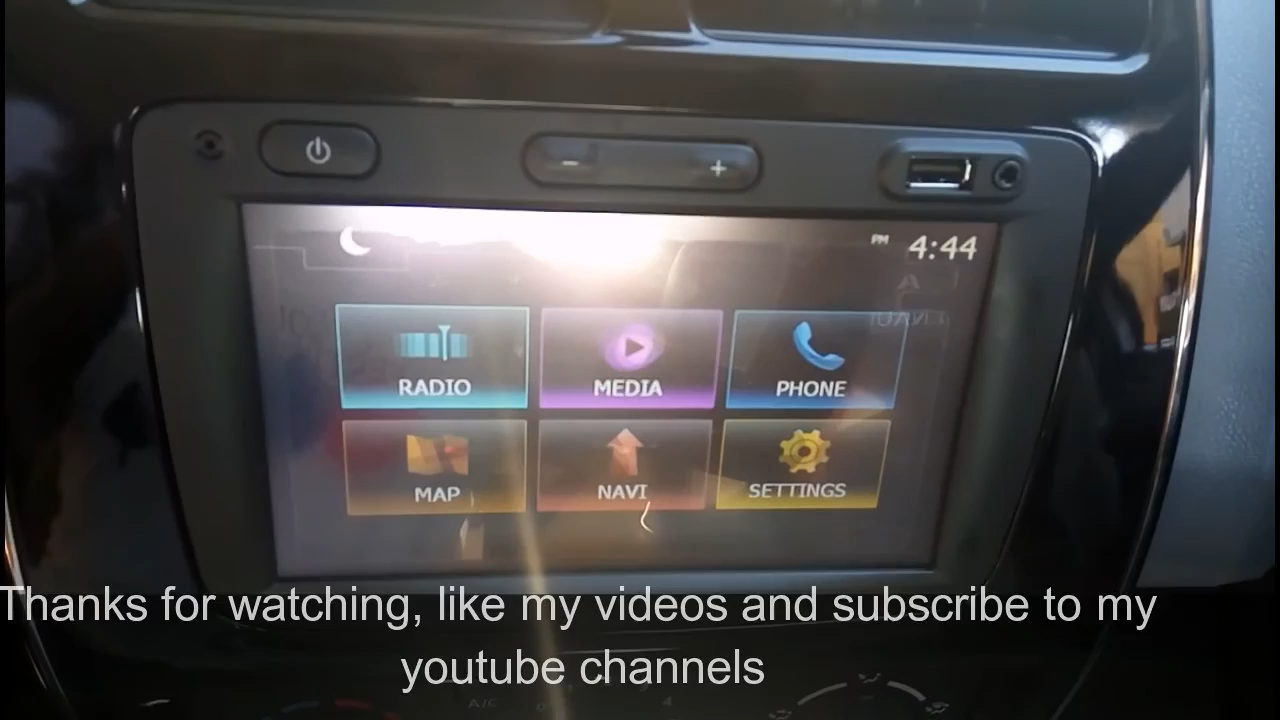 PM 4:44
RADIO MEDIA PHONE
MAP NAVI SETTINGS
Thanks for watching, like my videos and subscribe to my
youtube channels
A/C